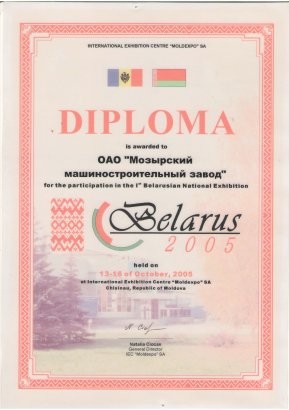 INTERNATIONAL EXHIBITION CENTRE "MOLDEXPO" SA
DIPLOMA
is awarded to
ОАО "Мозырский
машиностроительный завод"
for the participation in the Iˢᵗ Belarusian National Exhibition
Belarus
2005
held on
13-16 of October, 2005
at International Exhibition Centre "Moldexpo" SA
Chisinau, Republic of Moldova
Natalia Ciocan
General Director
IEC "Moldexpo" SA